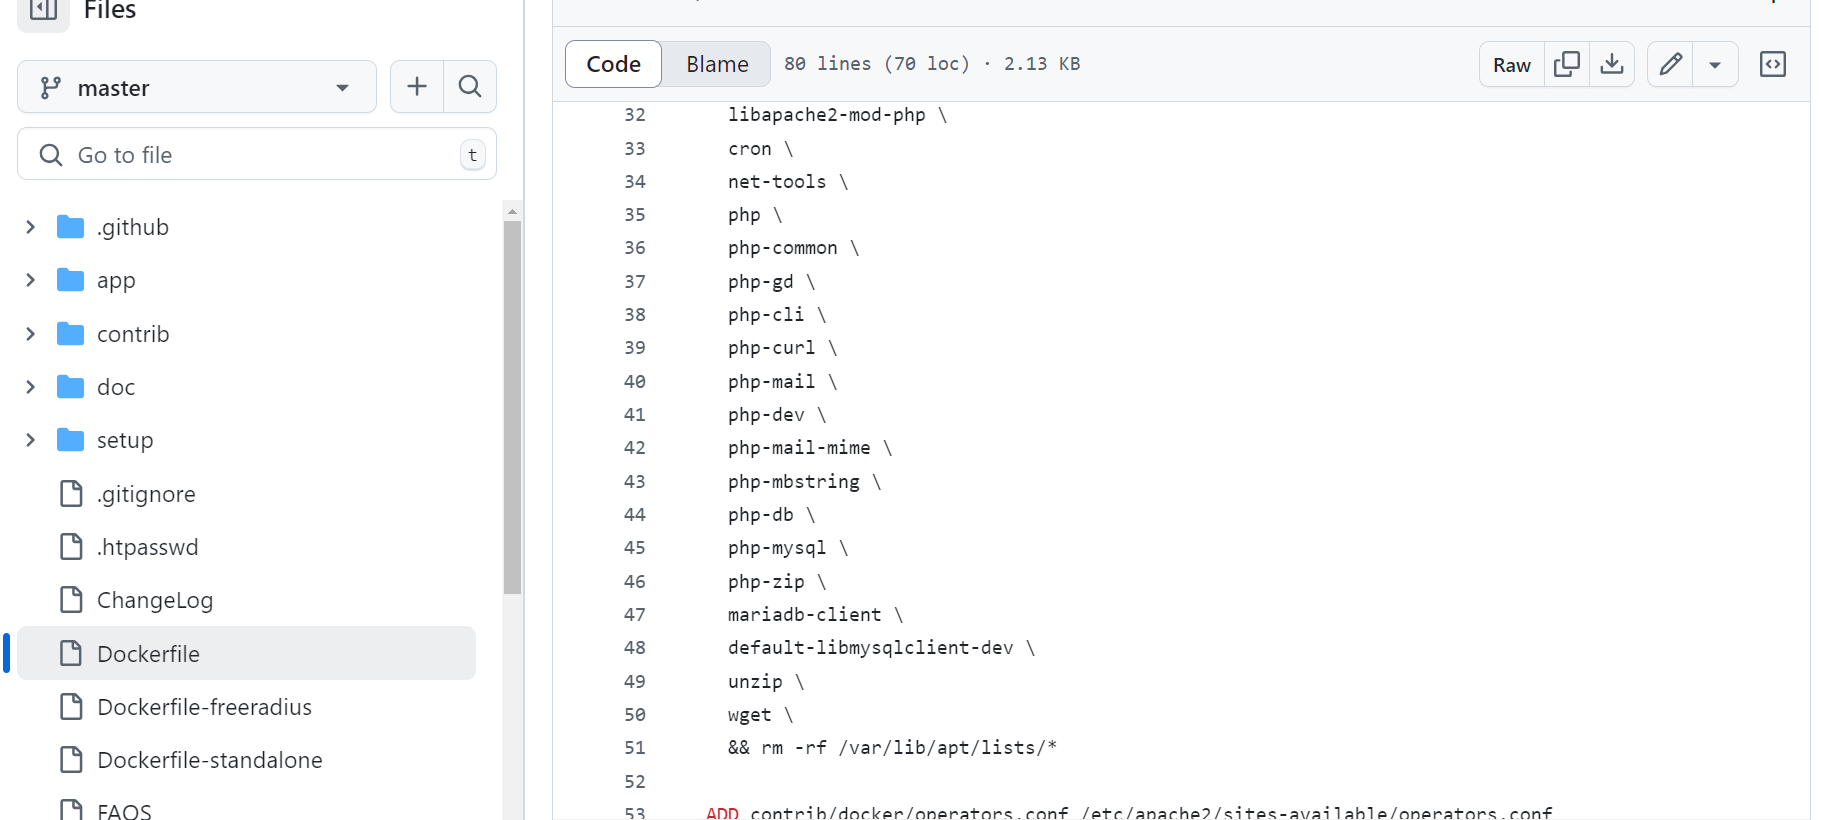 Files
master
Go to file
t
.github
app
contrib
doc
setup
.gitignore
.htpasswd
ChangeLog
Dockerfile
Dockerfile-freeradius
Dockerfile-standalone
FAQS
Code Blame 80 lines (70 loc) · 2.13 KB Raw
32 libapache2-mod-php \
33 cron \
34 net-tools \
35 php \
36 php-common \
37 php-gd \
38 php-cli \
39 php-curl \
40 php-mail \
41 php-dev \
42 php-mail-mime \
43 php-mbstring \
44 php-db \
45 php-mysql \
46 php-zip \
47 mariadb-client \
48 default-libmysqlclient-dev \
49 unzip \
50 wget \
51 && rm -rf /var/lib/apt/lists/*
52
53 ADD contrib/docker/operators.conf /etc/apache2/sites-available/operators.conf